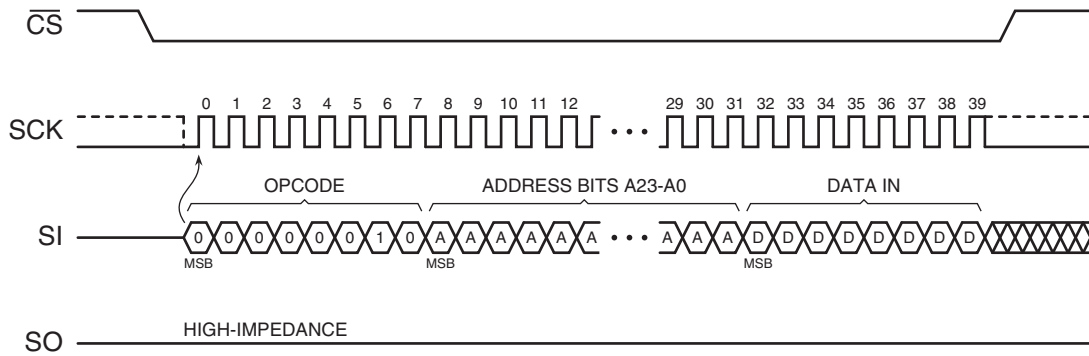 CS
SCK 0 1 2 3 4 5 6 7 8 9 10 11 12 29 30 31 32 33 34 35 36 37 38 39
OPCODE ADDRESS BITS A23-A0 DATA IN
SI 0 0 0 0 0 0 1 0 A A A A A A A A A D D D D D D D D
MSB MSB MSB
SO HIGH-IMPEDANCE